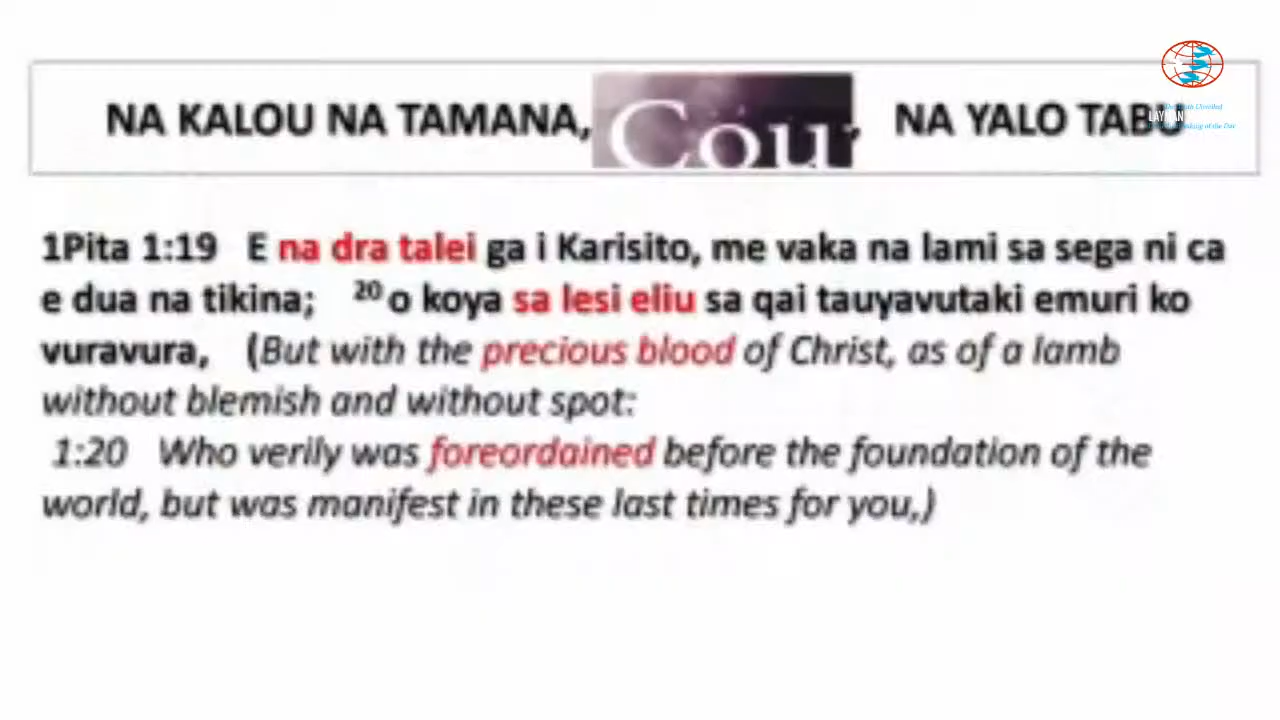 NA KALOU NA TAMANA, Cou , NA YALO TABU
LAYMAN
1Pita 1:19 E na dra talei ga i Karisito, me vaka na lami sa sega ni ca
e dua na tikina; 20 o koya sa lesi eliu sa qai tauyavutaki emuri ko
vuravura, (But with the precious blood of Christ, as of a lamb
without blemish and without spot:
1:20 Who verily was foreordained before the foundation of the
world, but was manifest in these last times for you,)